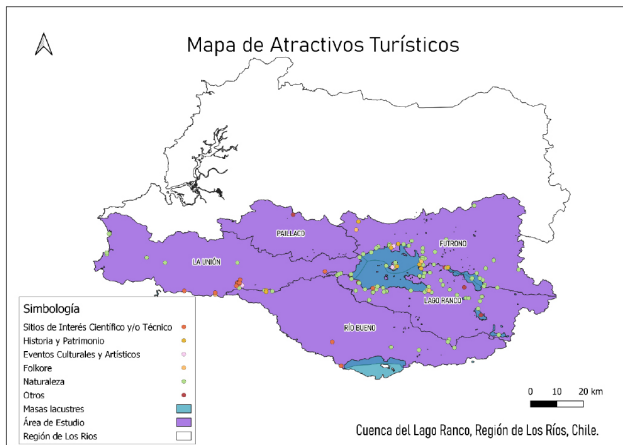 Mapa de Atractivos Turísticos
PAILLACO
FUTRONO
LA UNIÓN
LAGO RANCO
RÍO BUENO
Simbología
Sitios de Interés Científico y/o Técnico
Historia y Patrimonio
Eventos Culturales y Artísticos
Folkore
Naturaleza
Otros
Masas lacustres
Área de Estudio
Región de Los Rios
0 10 20 km
Cuenca del Lago Ranco, Región de Los Ríos, Chile.